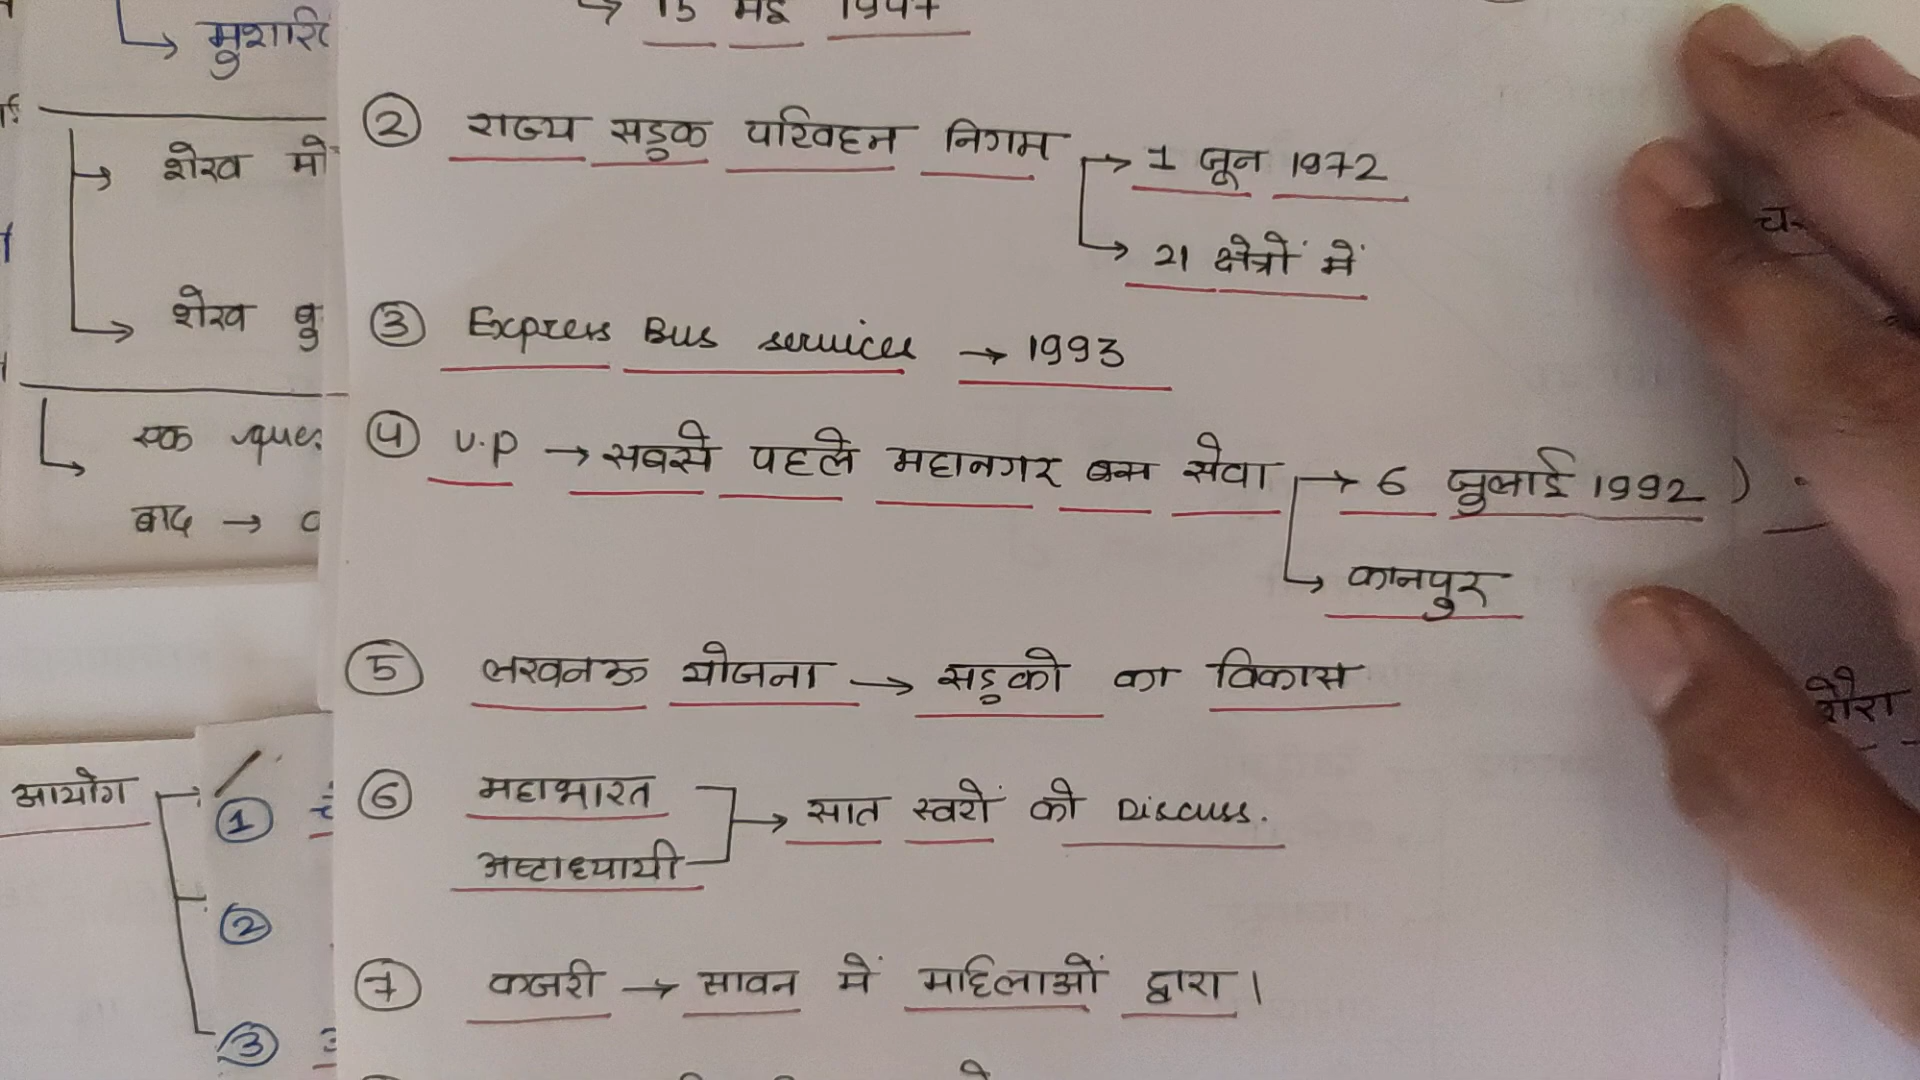 → 15 मई 1947
② राज्य सड़क परिवहन निगम → 1 जून 1972
→ 21 क्षेत्रों में
③ Express Bus services → 1993
④ U.P → सबसे पहले महानगर बस सेवा → 6 जुलाई 1992)
→ कानपुर
⑤ लखनऊ योजना → सड़को का विकास
⑥ महाभारत
अष्टाध्यायी → सात स्वरों को Discuss.
⑦ कजरी → सावन में महिलाओं द्वारा।
→ शेख
→ शेख
एक
बाद →
आयोग
①
②
③